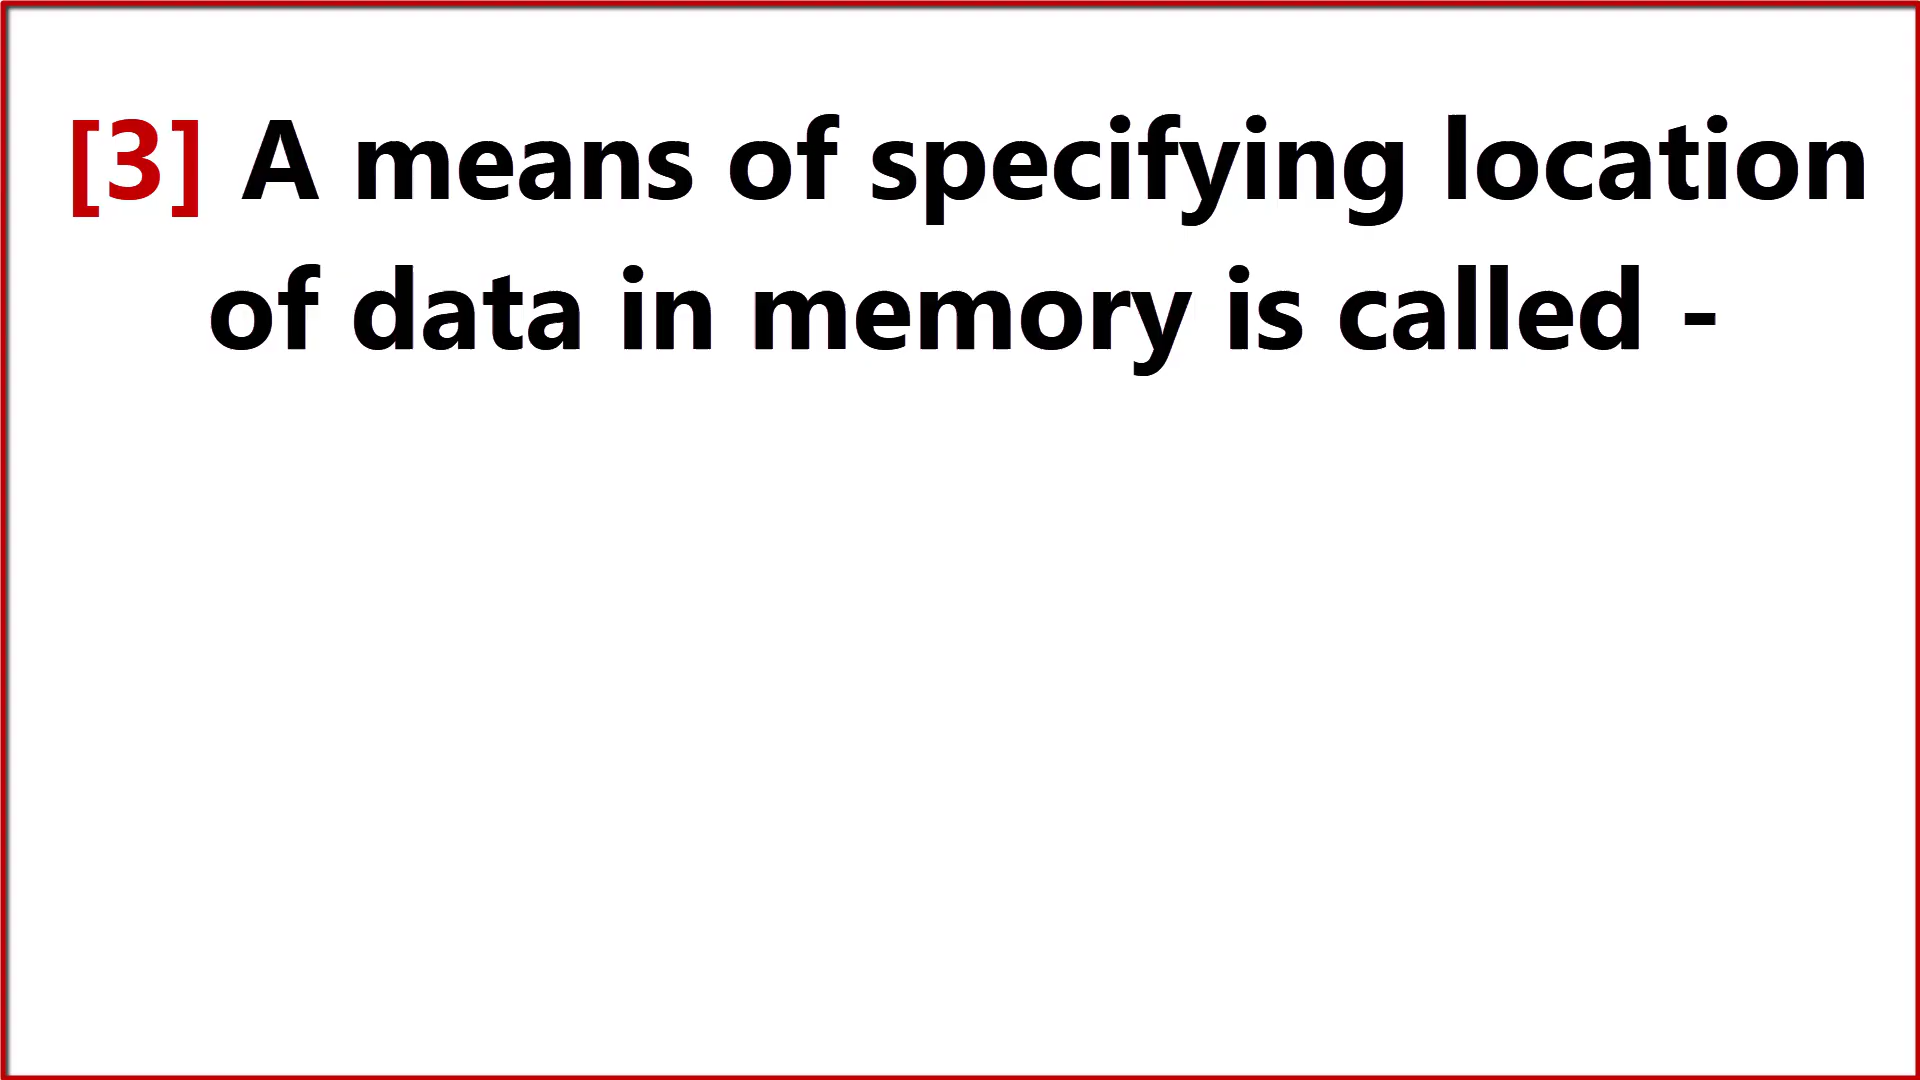 [3] A means of specifying location
of data in memory is called -